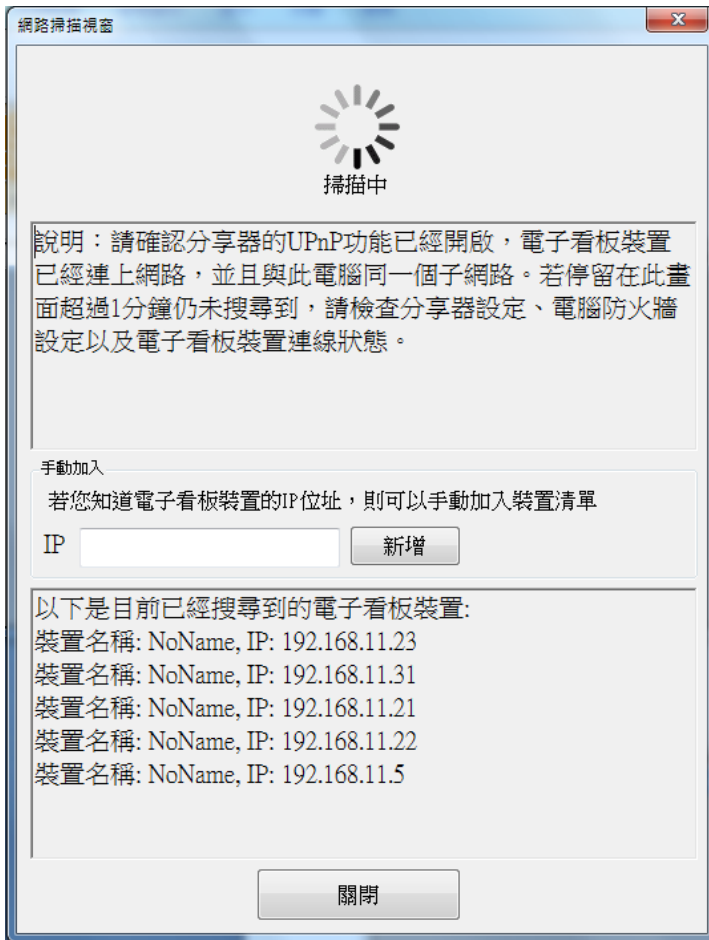 網路掃描視窗
掃描中
說明：請確認分享器的UPnP功能已經開啟，電子看板裝置
已經連上網路，並且與此電腦同一個子網路。若停留在此畫
面超過1分鐘仍未搜尋到，請檢查分享器設定、電腦防火牆
設定以及電子看板裝置連線狀態。
手動加入
若您知道電子看板裝置的IP位址，則可以手動加入裝置清單
IP
新增
以下是目前已經搜尋到的電子看板裝置:
裝置名稱: NoName, IP: 192.168.11.23
裝置名稱: NoName, IP: 192.168.11.31
裝置名稱: NoName, IP: 192.168.11.21
裝置名稱: NoName, IP: 192.168.11.22
裝置名稱: NoName, IP: 192.168.11.5
關閉